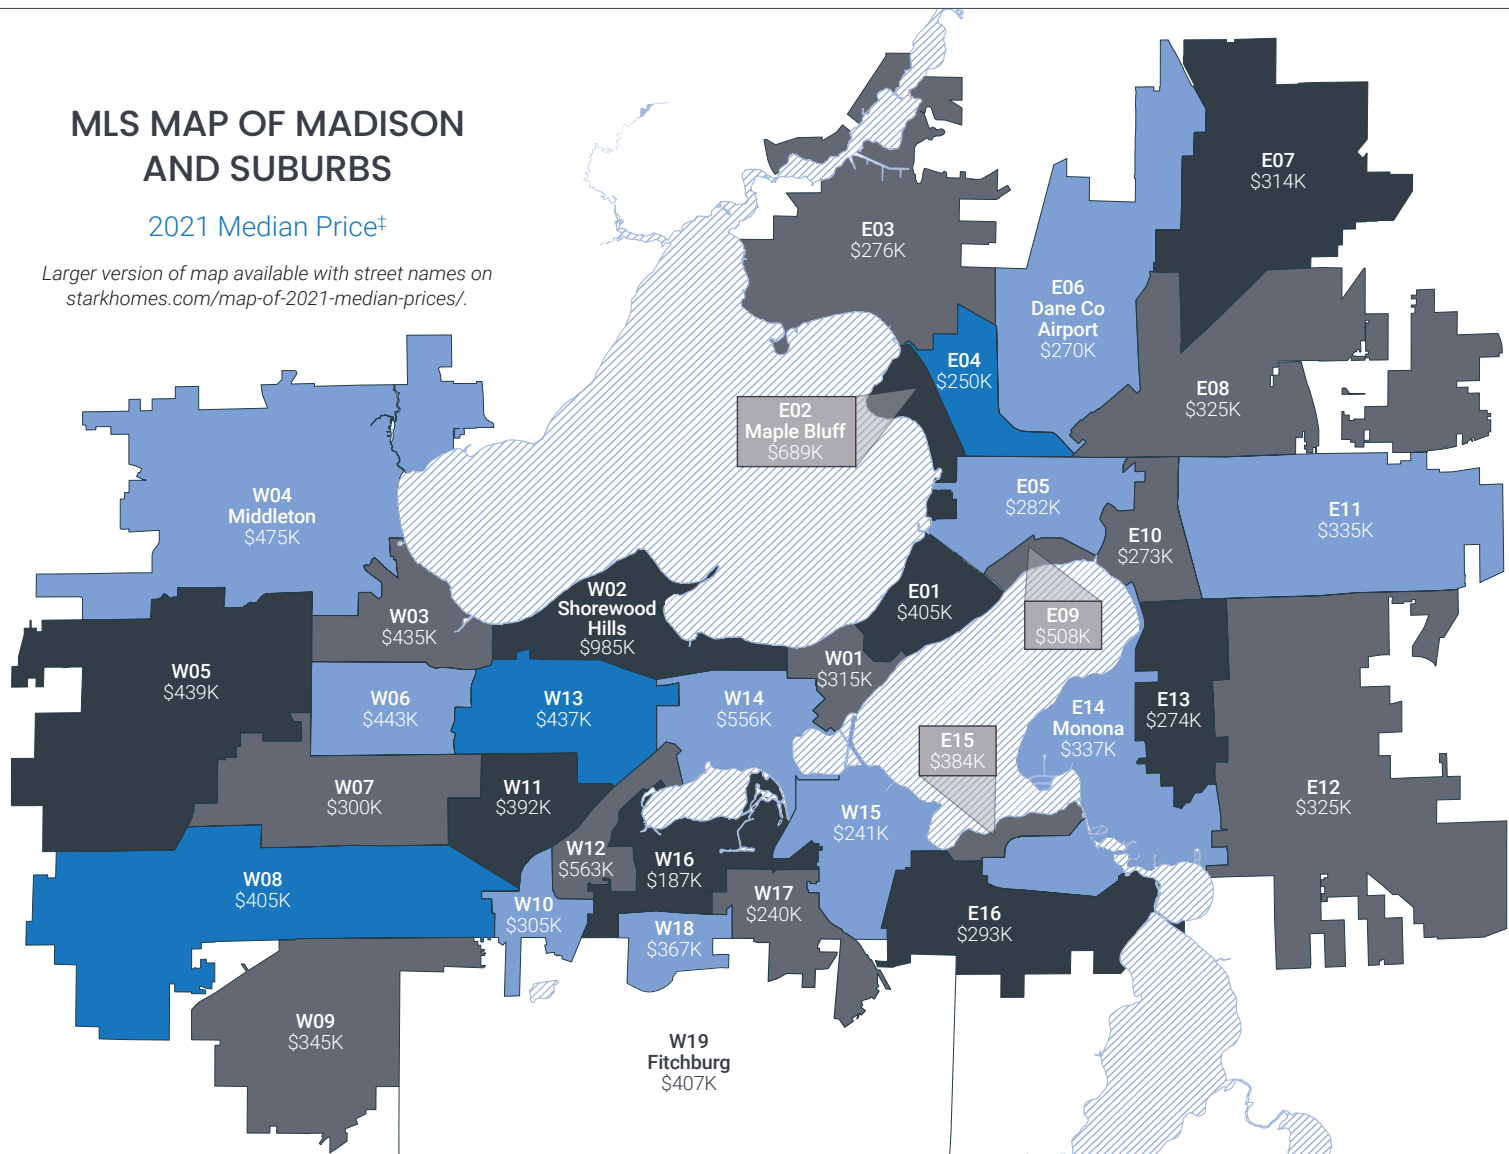 MLS MAP OF MADISON
AND SUBURBS
2021 Median Price‡
Larger version of map available with street names on
starkhomes.com/map-of-2021-median-prices/.
E07
$314K
E03
$276K
E06
Dane Co
Airport
$270K
E04
$250K
E08
$325K
E02
Maple Bluff
$689K
W04
Middleton
$475K
E05
$282K
E11
$335K
E10
$273K
W02
Shorewood
Hills
$985K
E01
$405K
W03
$435K
E09
$508K
W05
$439K
W01
$315K
W06
$443K
W13
$437K
W14
$556K
E14
Monona
$337K
E13
$274K
E15
$384K
W07
$300K
W11
$392K
E12
$325K
W15
$241K
W12
$563K
W16
$187K
W08
$405K
W17
$240K
W10
$305K
E16
$293K
W18
$367K
W09
$345K
W19
Fitchburg
$407K